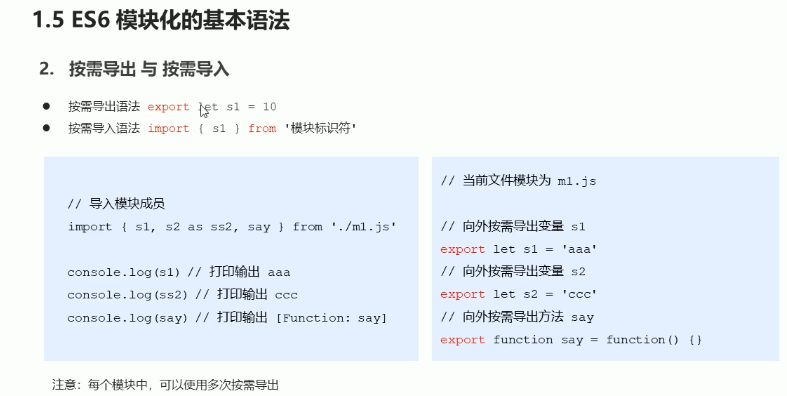 1.5 ES6 模块化的基本语法
2. 按需导出 与 按需导入
● 按需导出语法 export let s1 = 10
● 按需导入语法 import { s1 } from '模块标识符'
// 导入模块成员
import { s1, s2 as ss2, say } from './m1.js'
console.log(s1) // 打印输出 aaa
console.log(ss2) // 打印输出 ccc
console.log(say) // 打印输出 [Function: say]
// 当前文件模块为 m1.js
// 向外按需导出变量 s1
export let s1 = 'aaa'
// 向外按需导出变量 s2
export let s2 = 'ccc'
// 向外按需导出方法 say
export function say = function() {}
注意：每个模块中，可以使用多次按需导出